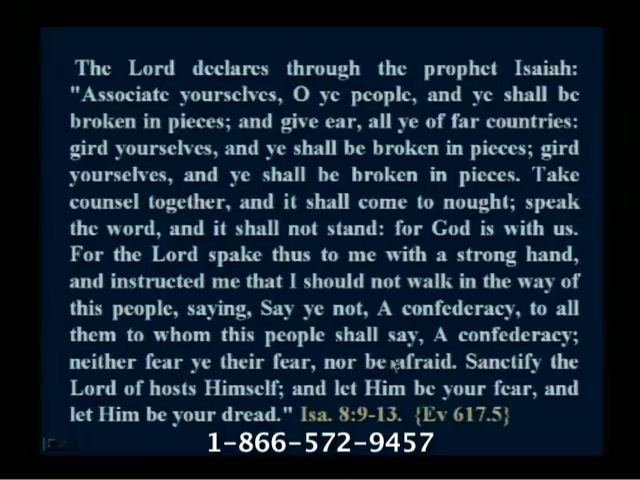 The Lord declares through the prophet Isaiah:
"Associate yourselves, O ye people, and ye shall be
broken in pieces; and give ear, all ye of far countries:
gird yourselves, and ye shall be broken in pieces; gird
yourselves, and ye shall be broken in pieces. Take
counsel together, and it shall come to nought; speak
the word, and it shall not stand: for God is with us.
For the Lord spake thus to me with a strong hand,
and instructed me that I should not walk in the way of
this people, saying, Say ye not, A confederacy, to all
them to whom this people shall say, A confederacy;
neither fear ye their fear, nor be afraid. Sanctify the
Lord of hosts Himself; and let Him be your fear, and
let Him be your dread." Isa. 8:9-13. {Ev 617.5}
1-866-572-9457